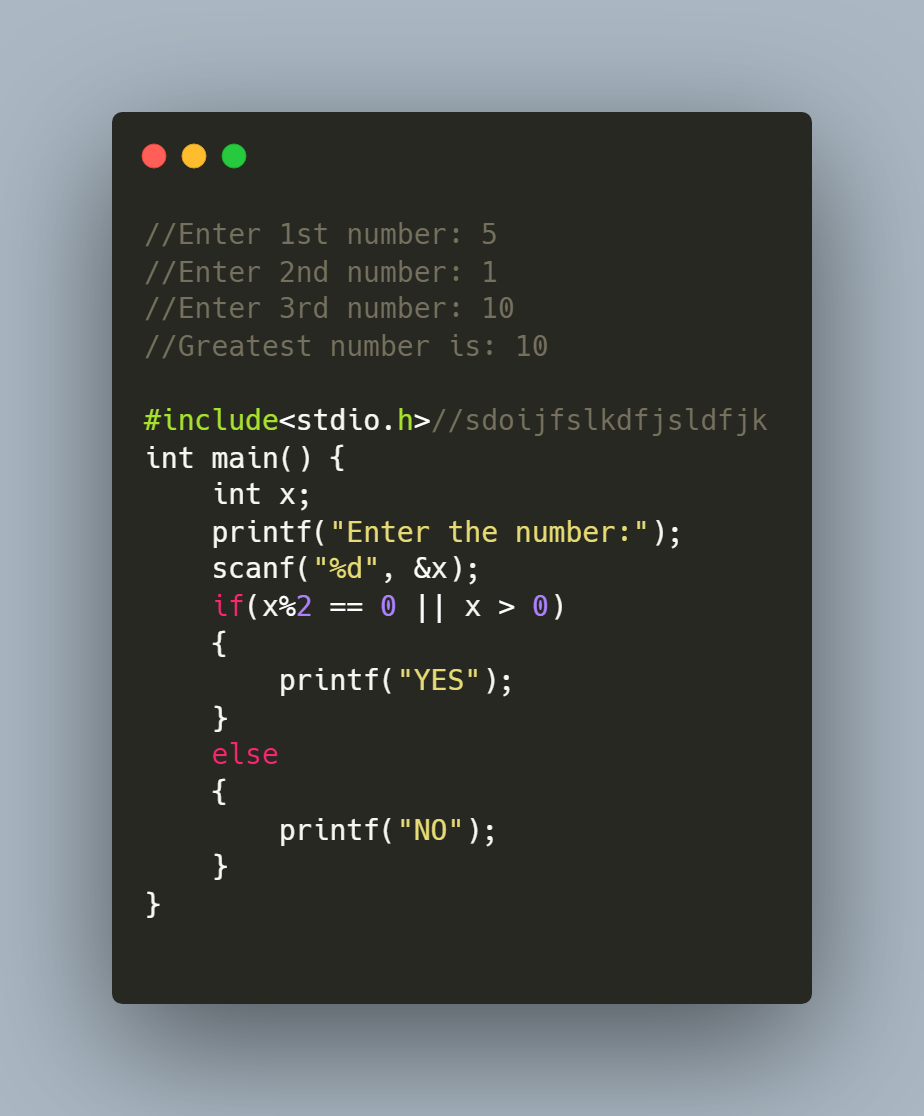 //Enter 1st number: 5
//Enter 2nd number: 1
//Enter 3rd number: 10
//Greatest number is: 10

#include<stdio.h>//sdoijfslkdfjsldfjk
int main() {
    int x;
    printf("Enter the number:");
    scanf("%d", &x);
    if(x%2 == 0 || x > 0)
    {
        printf("YES");
    }
    else
    {
        printf("NO");
    }
}